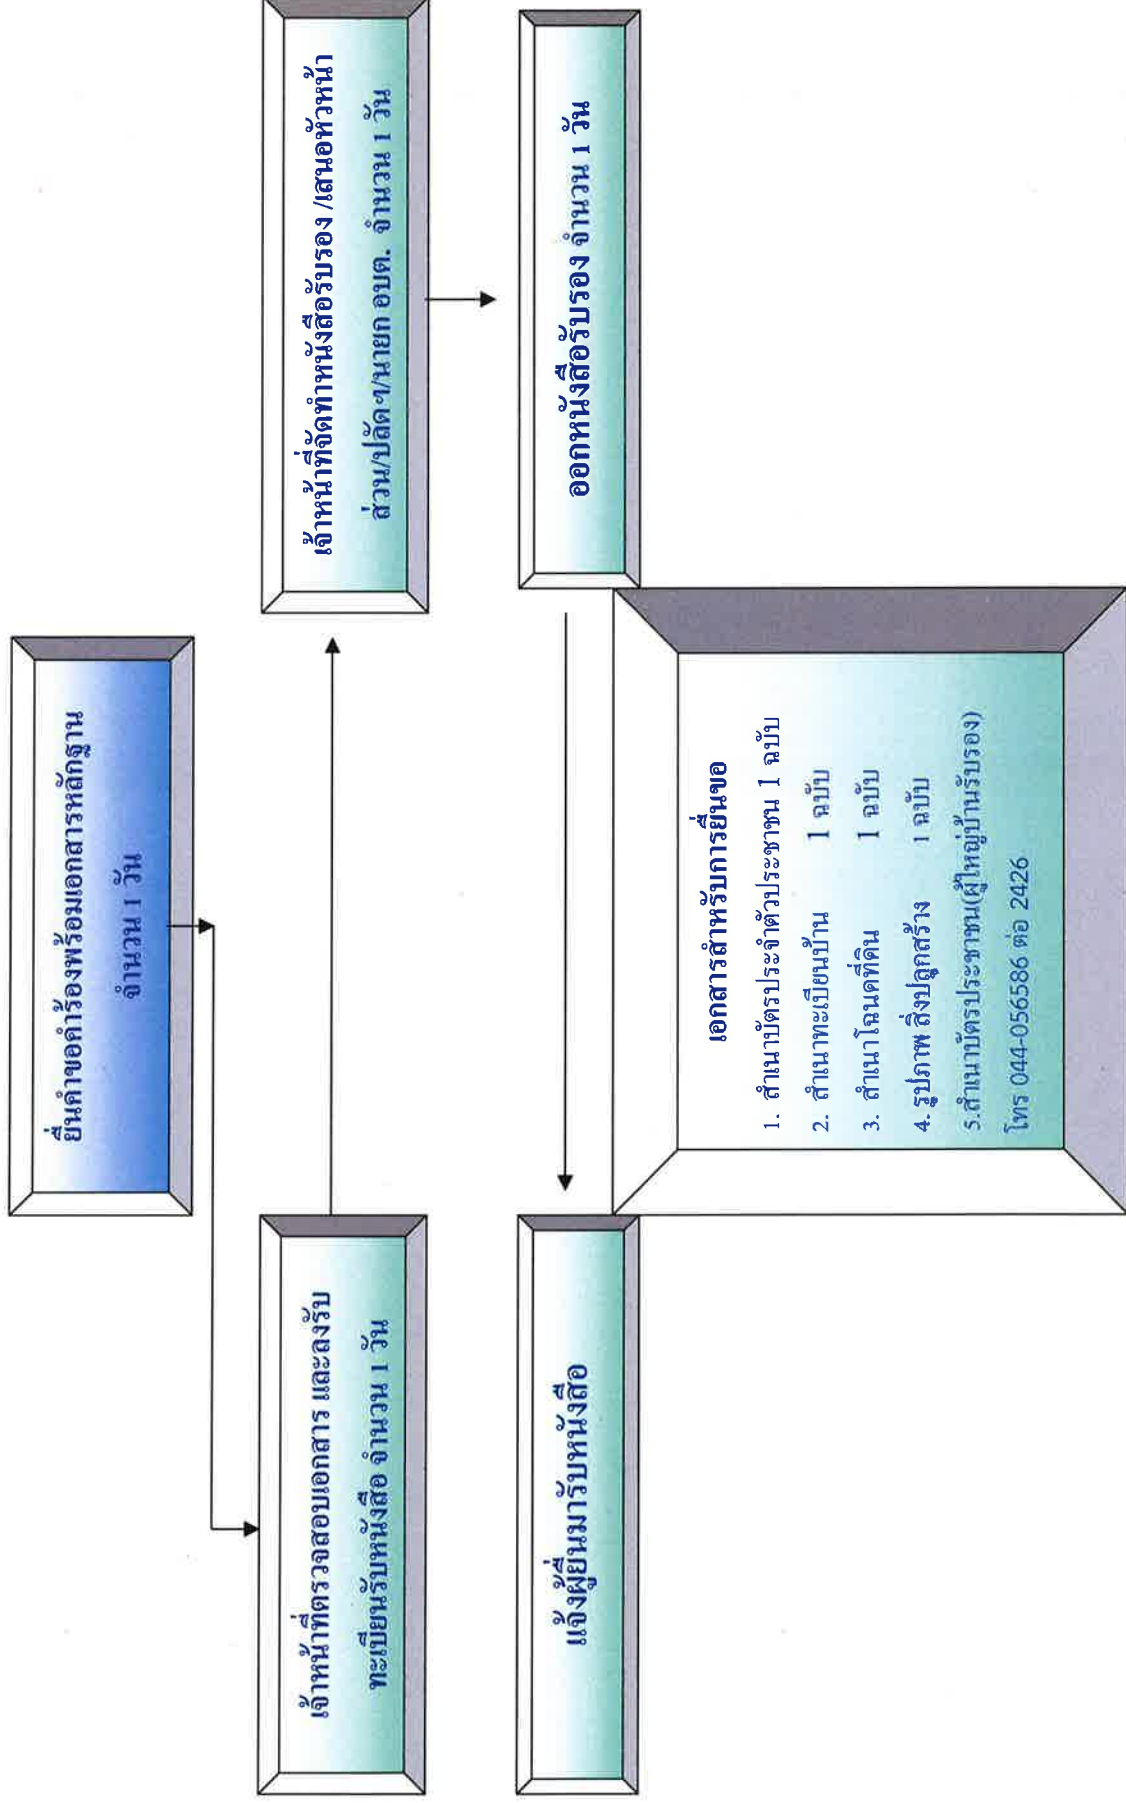 ยื่นคำขอคำร้องพร้อมเอกสารหลักฐาน
จำนวน 1 วัน
เจ้าหน้าที่ตรวจสอบเอกสาร และลงรับ
ทะเบียนรับหนังสือ จำนวน 1 วัน
เจ้าหน้าที่จัดทำหนังสือรับรอง /เสนอหัวหน้า
ส่วน/ปลัดฯ/นายก อบต. จำนวน 1 วัน
ออกหนังสือรับรอง จำนวน 1 วัน
แจ้งผู้ยื่นมารับหนังสือ
เอกสารสำหรับการยื่นขอ
1. สำเนาบัตรประจำตัวประชาชน 1 ฉบับ
2. สำเนาทะเบียนบ้าน 1 ฉบับ
3. สำเนาโฉนดที่ดิน 1 ฉบับ
4. รูปภาพ สิ่งปลูกสร้าง 1 ฉบับ
5.สำเนาบัตรประชาชน(ผู้ใหญ่บ้านรับรอง)
โทร 044-056586 ต่อ 2426